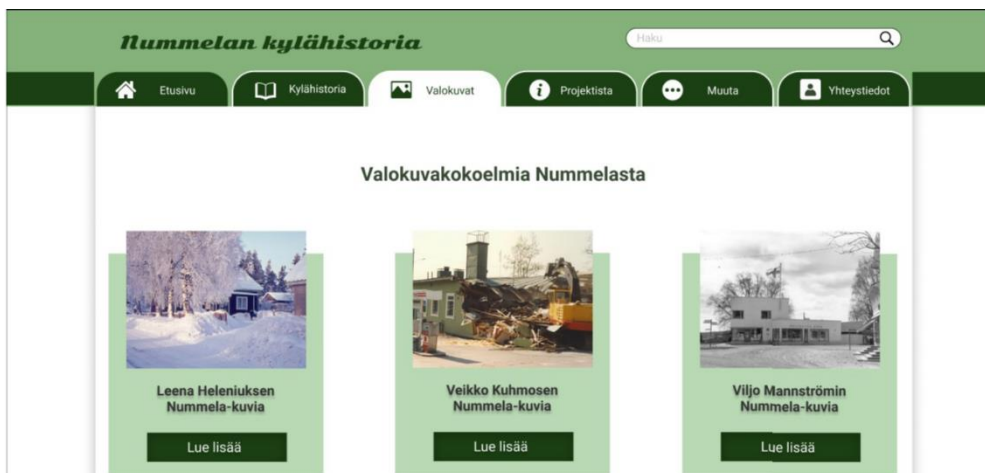 Nummelan kylähistoria
Haku
Etusivu
Kylähistoria
Valokuvat
Projektista
Muuta
Yhteystiedot
Valokuvakokoelmia Nummelasta
Leena Heleniuksen
Nummela-kuvia
Lue lisää
Veikko Kuhmosen
Nummela-kuvia
Lue lisää
Viljo Mannströmin
Nummela-kuvia
Lue lisää